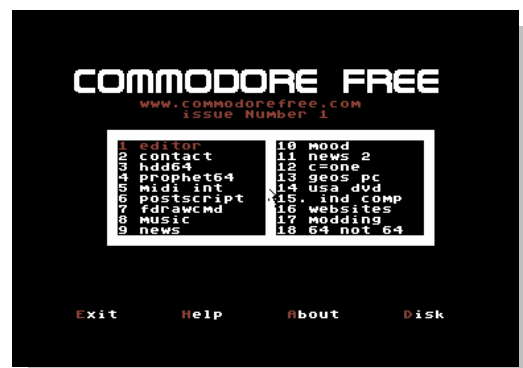 COMMODORE FREE
www.commodorefree.com
issue Number 1
1 editor
2 contact
3 hdd64
4 prophet64
5 midi int
6 postscript
7 fdrawcmd
8 music
9 news
10 mood
11 news 2
12 c=one
13 geos pc
14 usa dvd
15. ind comp
16 websites
17 modding
18 64 not 64
Exit Help About Disk